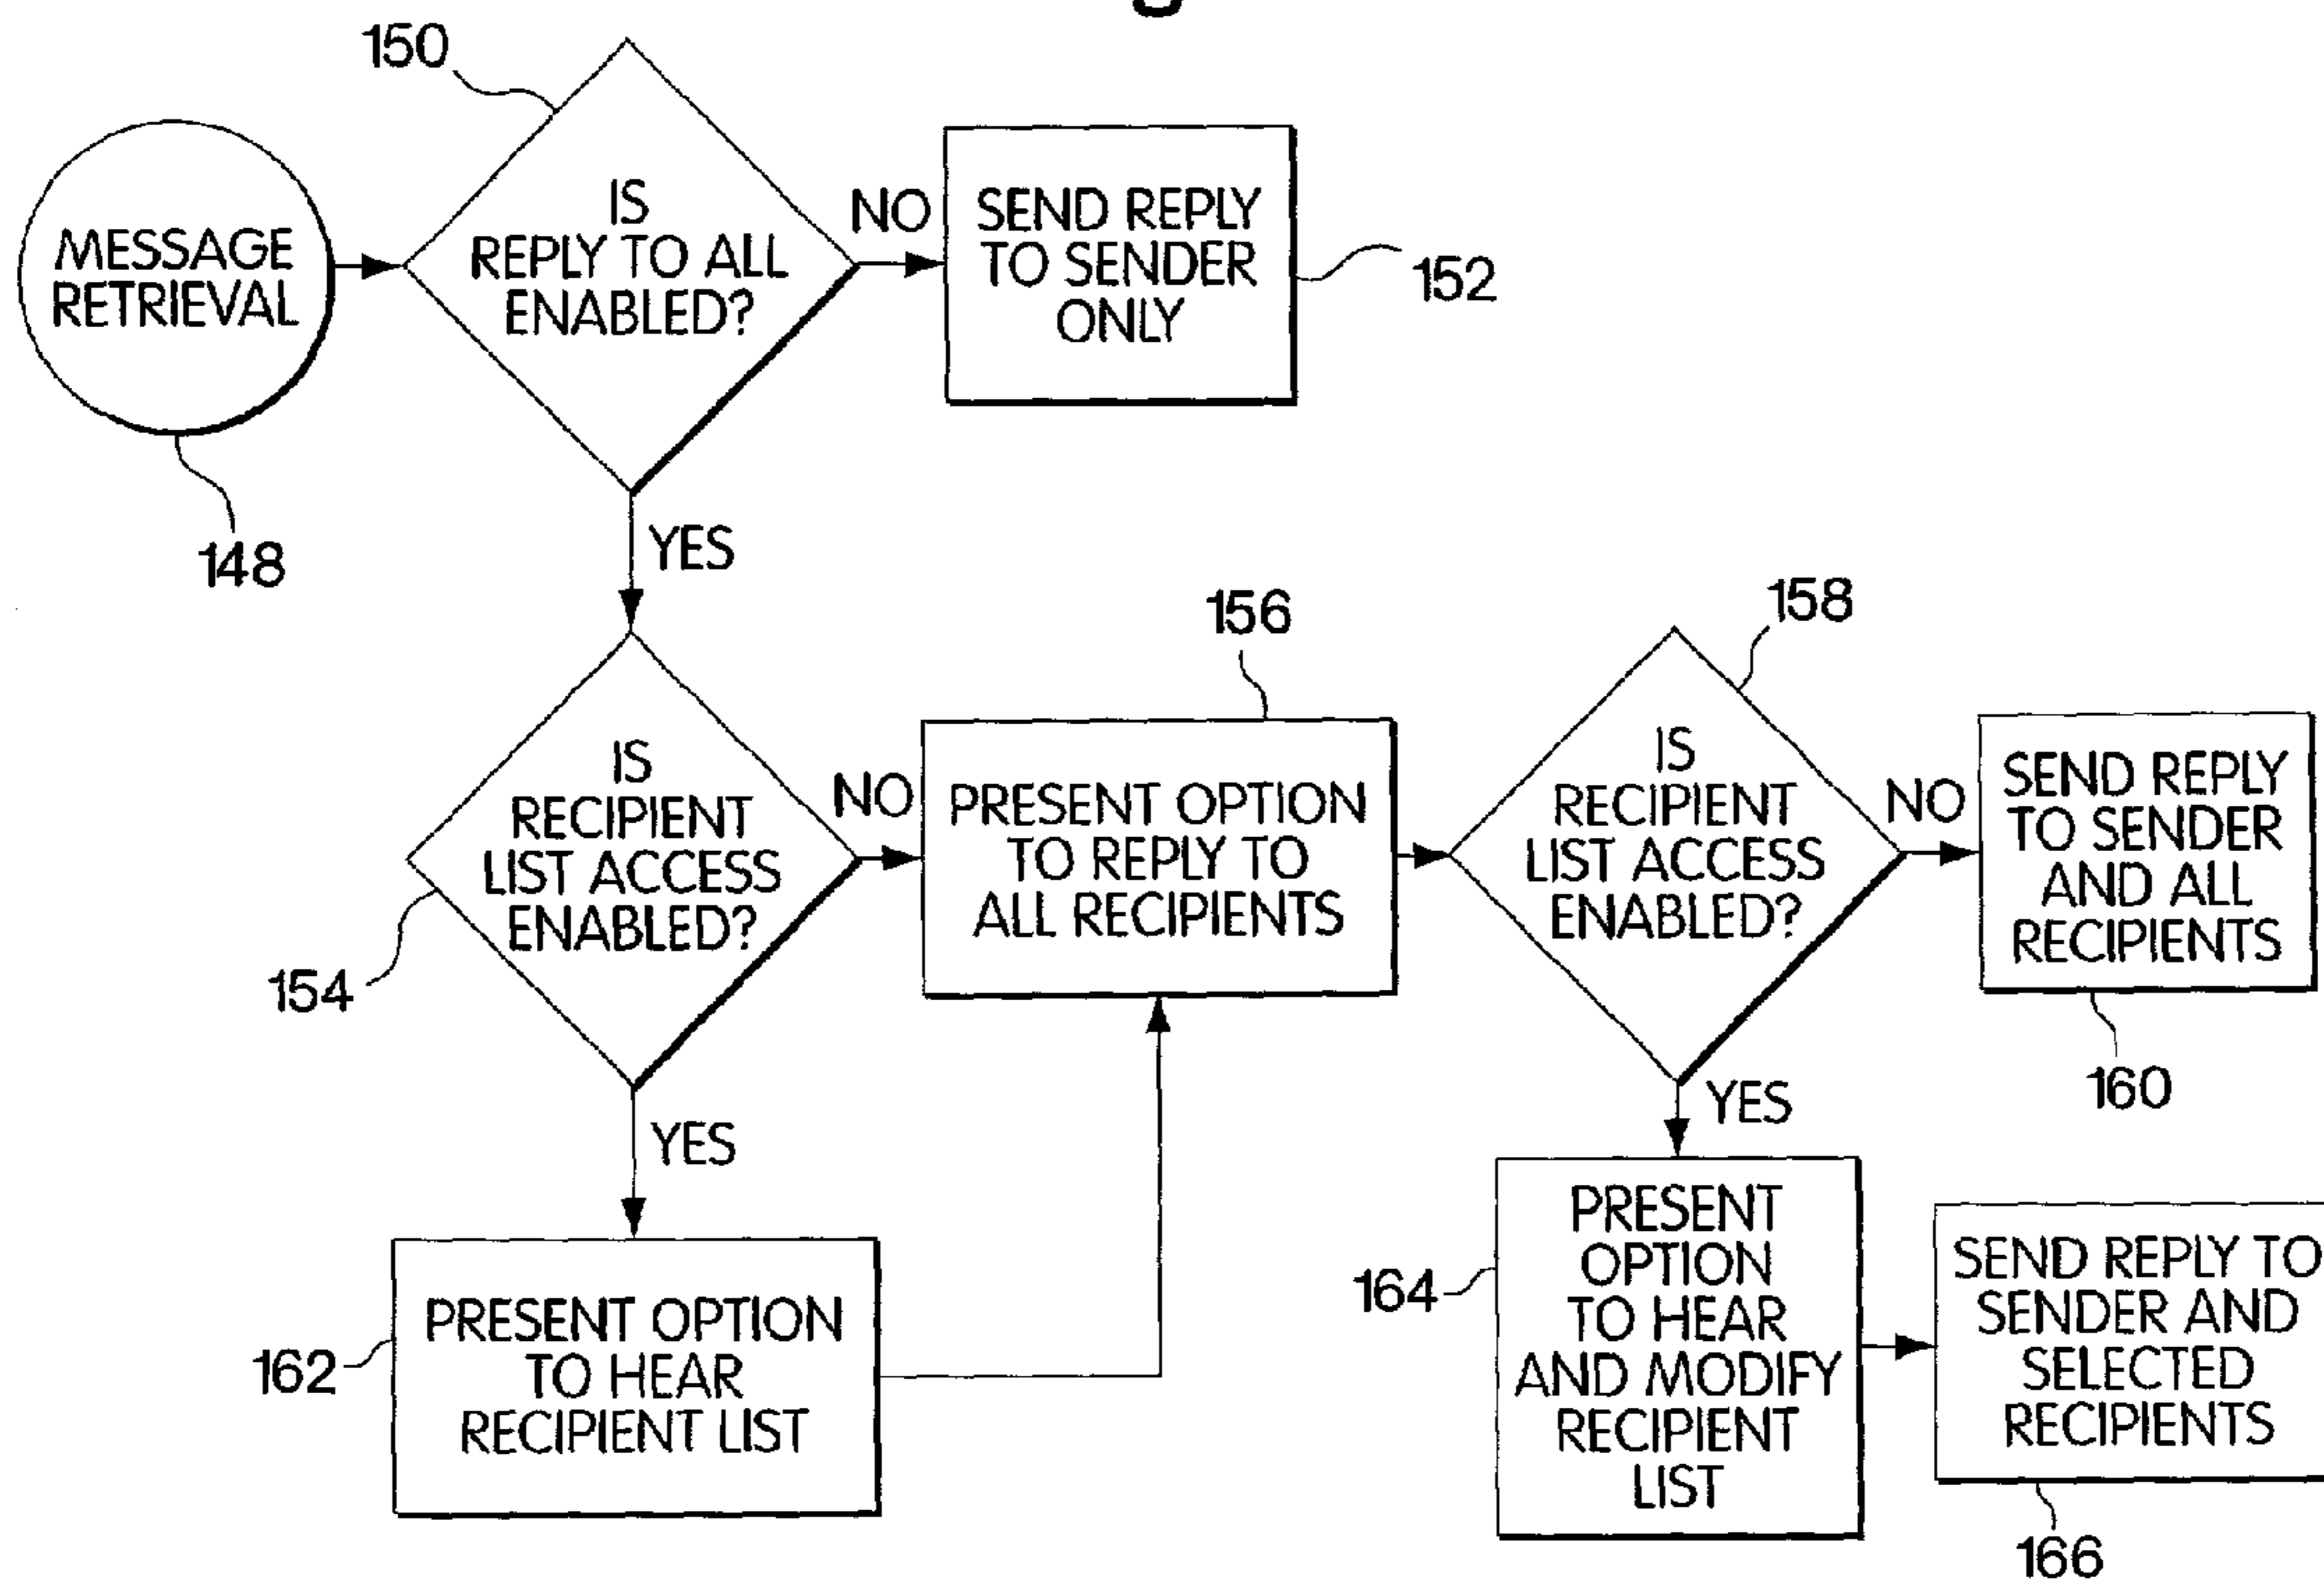 150
IS
REPLY TO ALL
ENABLED?
NO
SEND REPLY
TO SENDER
ONLY
152
MESSAGE
RETRIEVAL
148
YES
156
158
IS
RECIPIENT
LIST ACCESS
ENABLED?
154
NO
PRESENT OPTION
TO REPLY TO
ALL RECIPIENTS
IS
RECIPIENT
LIST ACCESS
ENABLED?
NO
SEND REPLY
TO SENDER
AND ALL
RECIPIENTS
160
YES
YES
PRESENT OPTION
TO HEAR
RECIPIENT LIST
162
164
PRESENT
OPTION
TO HEAR
AND MODIFY
RECIPIENT
LIST
SEND REPLY TO
SENDER AND
SELECTED
RECIPIENTS
166